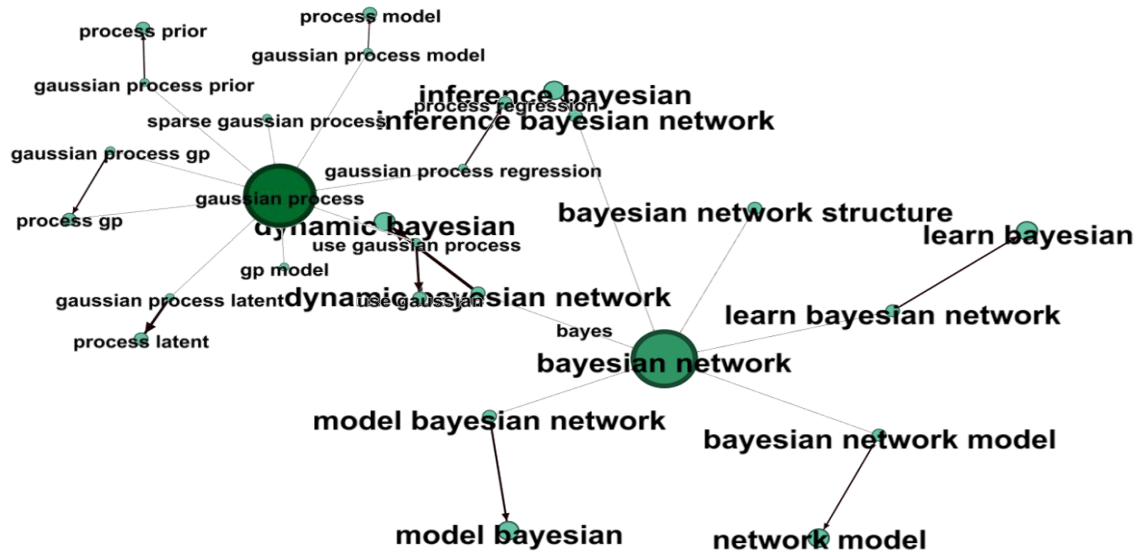 process model
process prior
gaussian process model
gaussian process prior
inference bayesian
process regression
sparse gaussian process
inference bayesian network
gaussian process gp
gaussian process regression
gaussian process
process gp
bayesian network structure
dynamic bayesian
learn bayesian
use gaussian process
gp model
gaussian process latent
dynamic bayesian network
use gaussian
learn bayesian network
bayes
process latent
bayesian network
model bayesian network
bayesian network model
model bayesian
network model